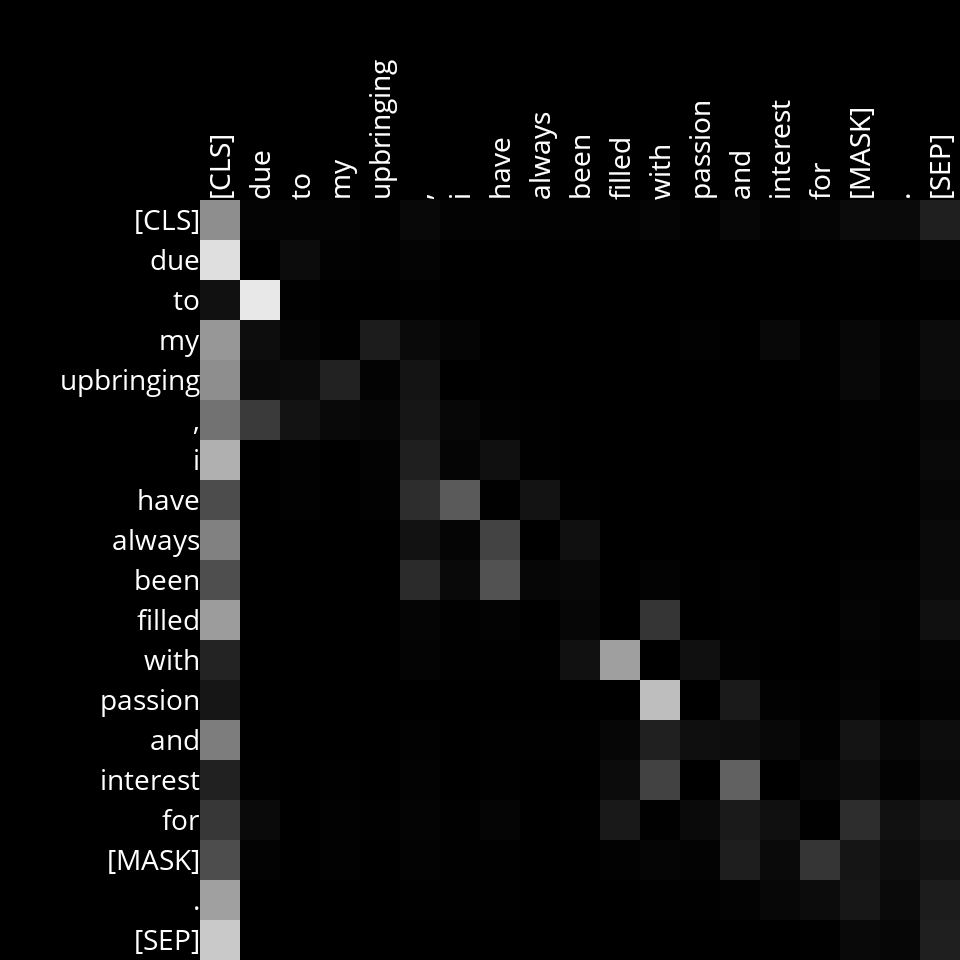 [CLS] due to my upbringing , i have always been filled with passion and interest for [MASK] . [SEP]
[CLS]
due
to
my
upbringing
,
i
have
always
been
filled
with
passion
and
interest
for
[MASK]
.
[SEP]